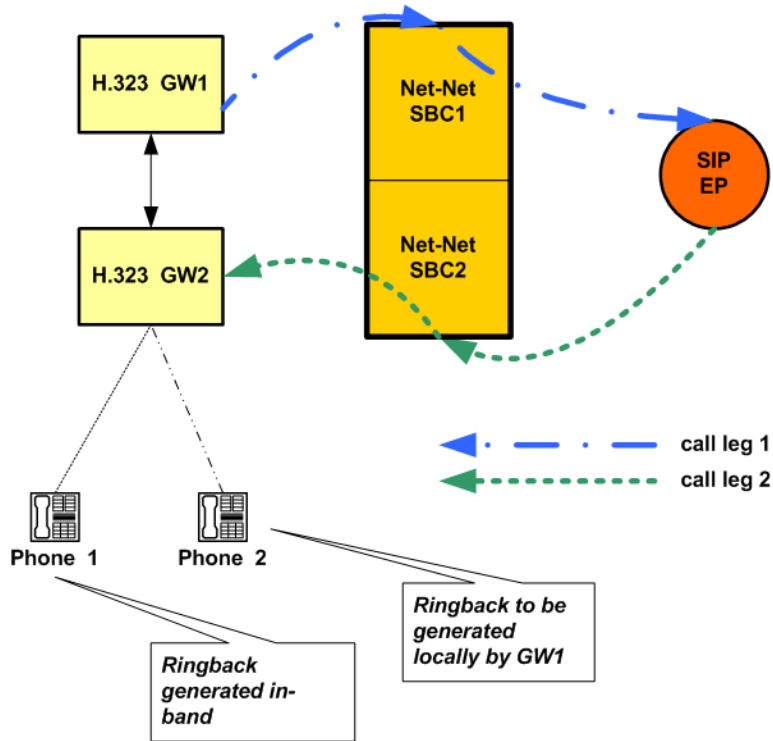 H.323 GW1
Net-Net
SBC1
SIP
EP
H.323 GW2
Net-Net
SBC2
call leg 1
call leg 2
Phone 1
Phone 2
Ringback to be
generated
locally by GW1
Ringback
generated in-
band